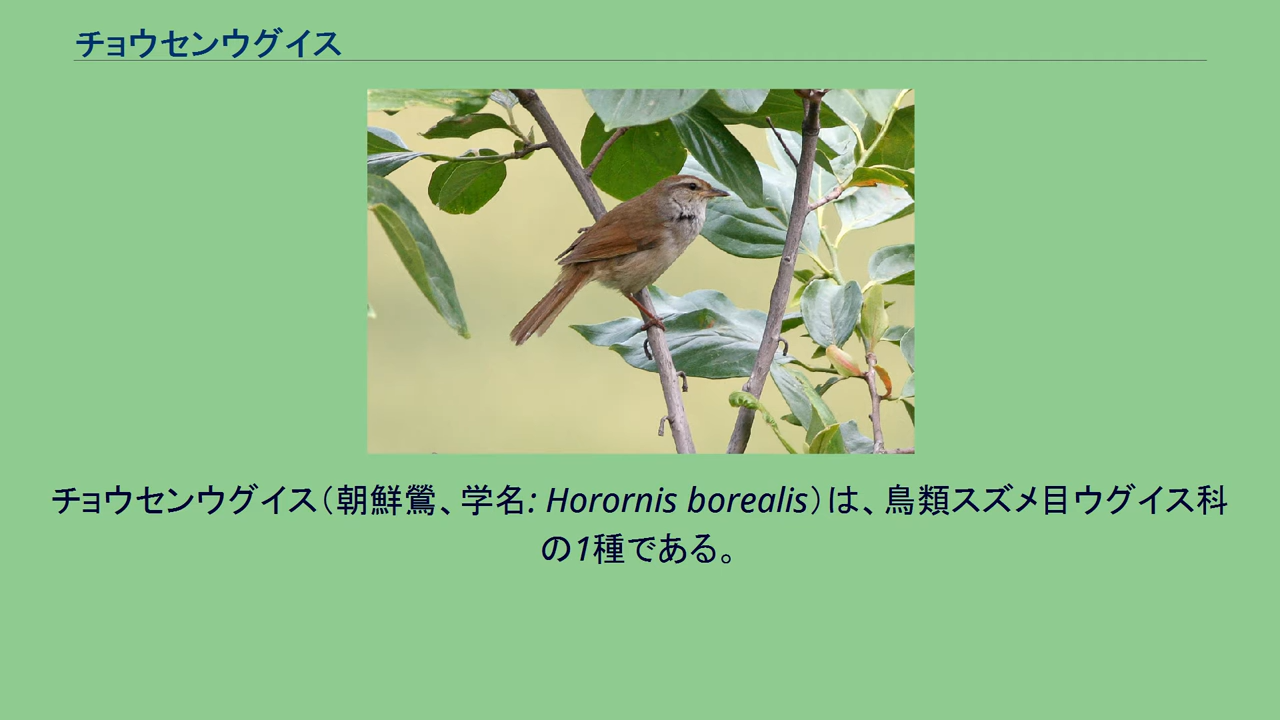 チョウセンウグイス
チョウセンウグイス（朝鮮鶯、学名: Horornis borealis）は、鳥類スズメ目ウグイス科
の1種である。